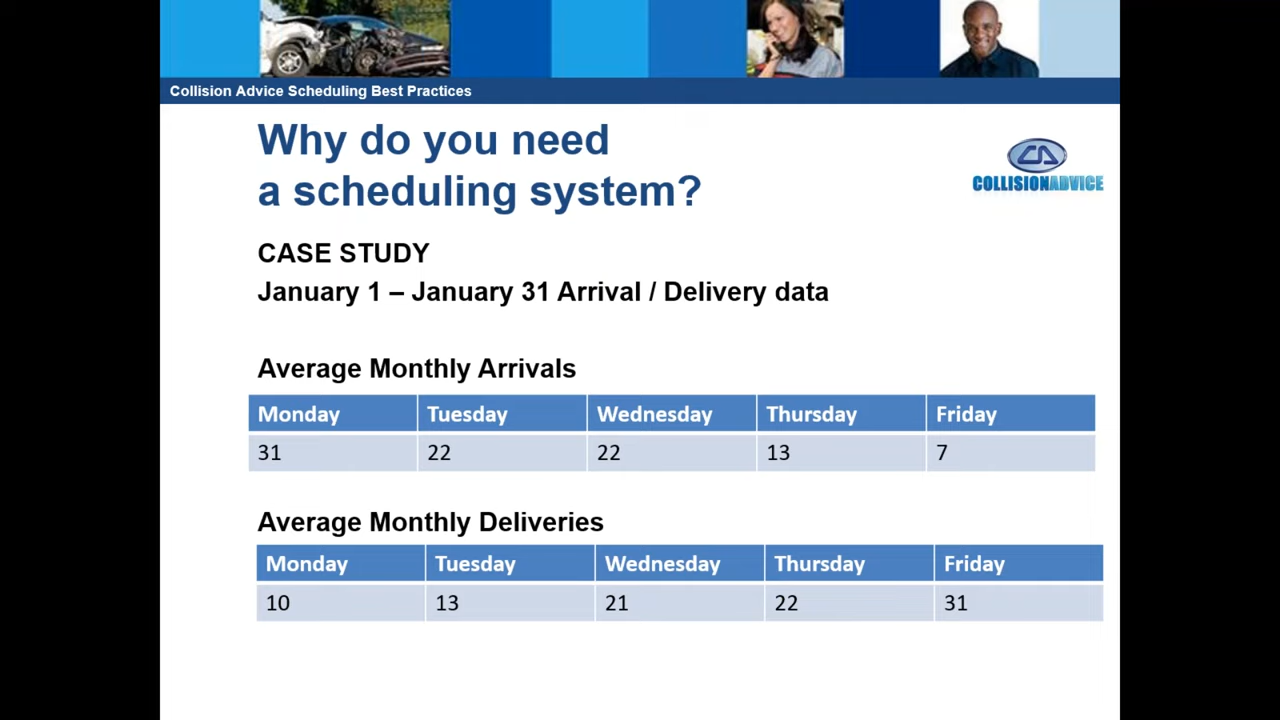 Collision Advice Scheduling Best Practices
Why do you need
a scheduling system?
COLLISIONADVICE
CASE STUDY
January 1 – January 31 Arrival / Delivery data
Average Monthly Arrivals
Monday Tuesday Wednesday Thursday Friday
31 22 22 13 7
Average Monthly Deliveries
Monday Tuesday Wednesday Thursday Friday
10 13 21 22 31